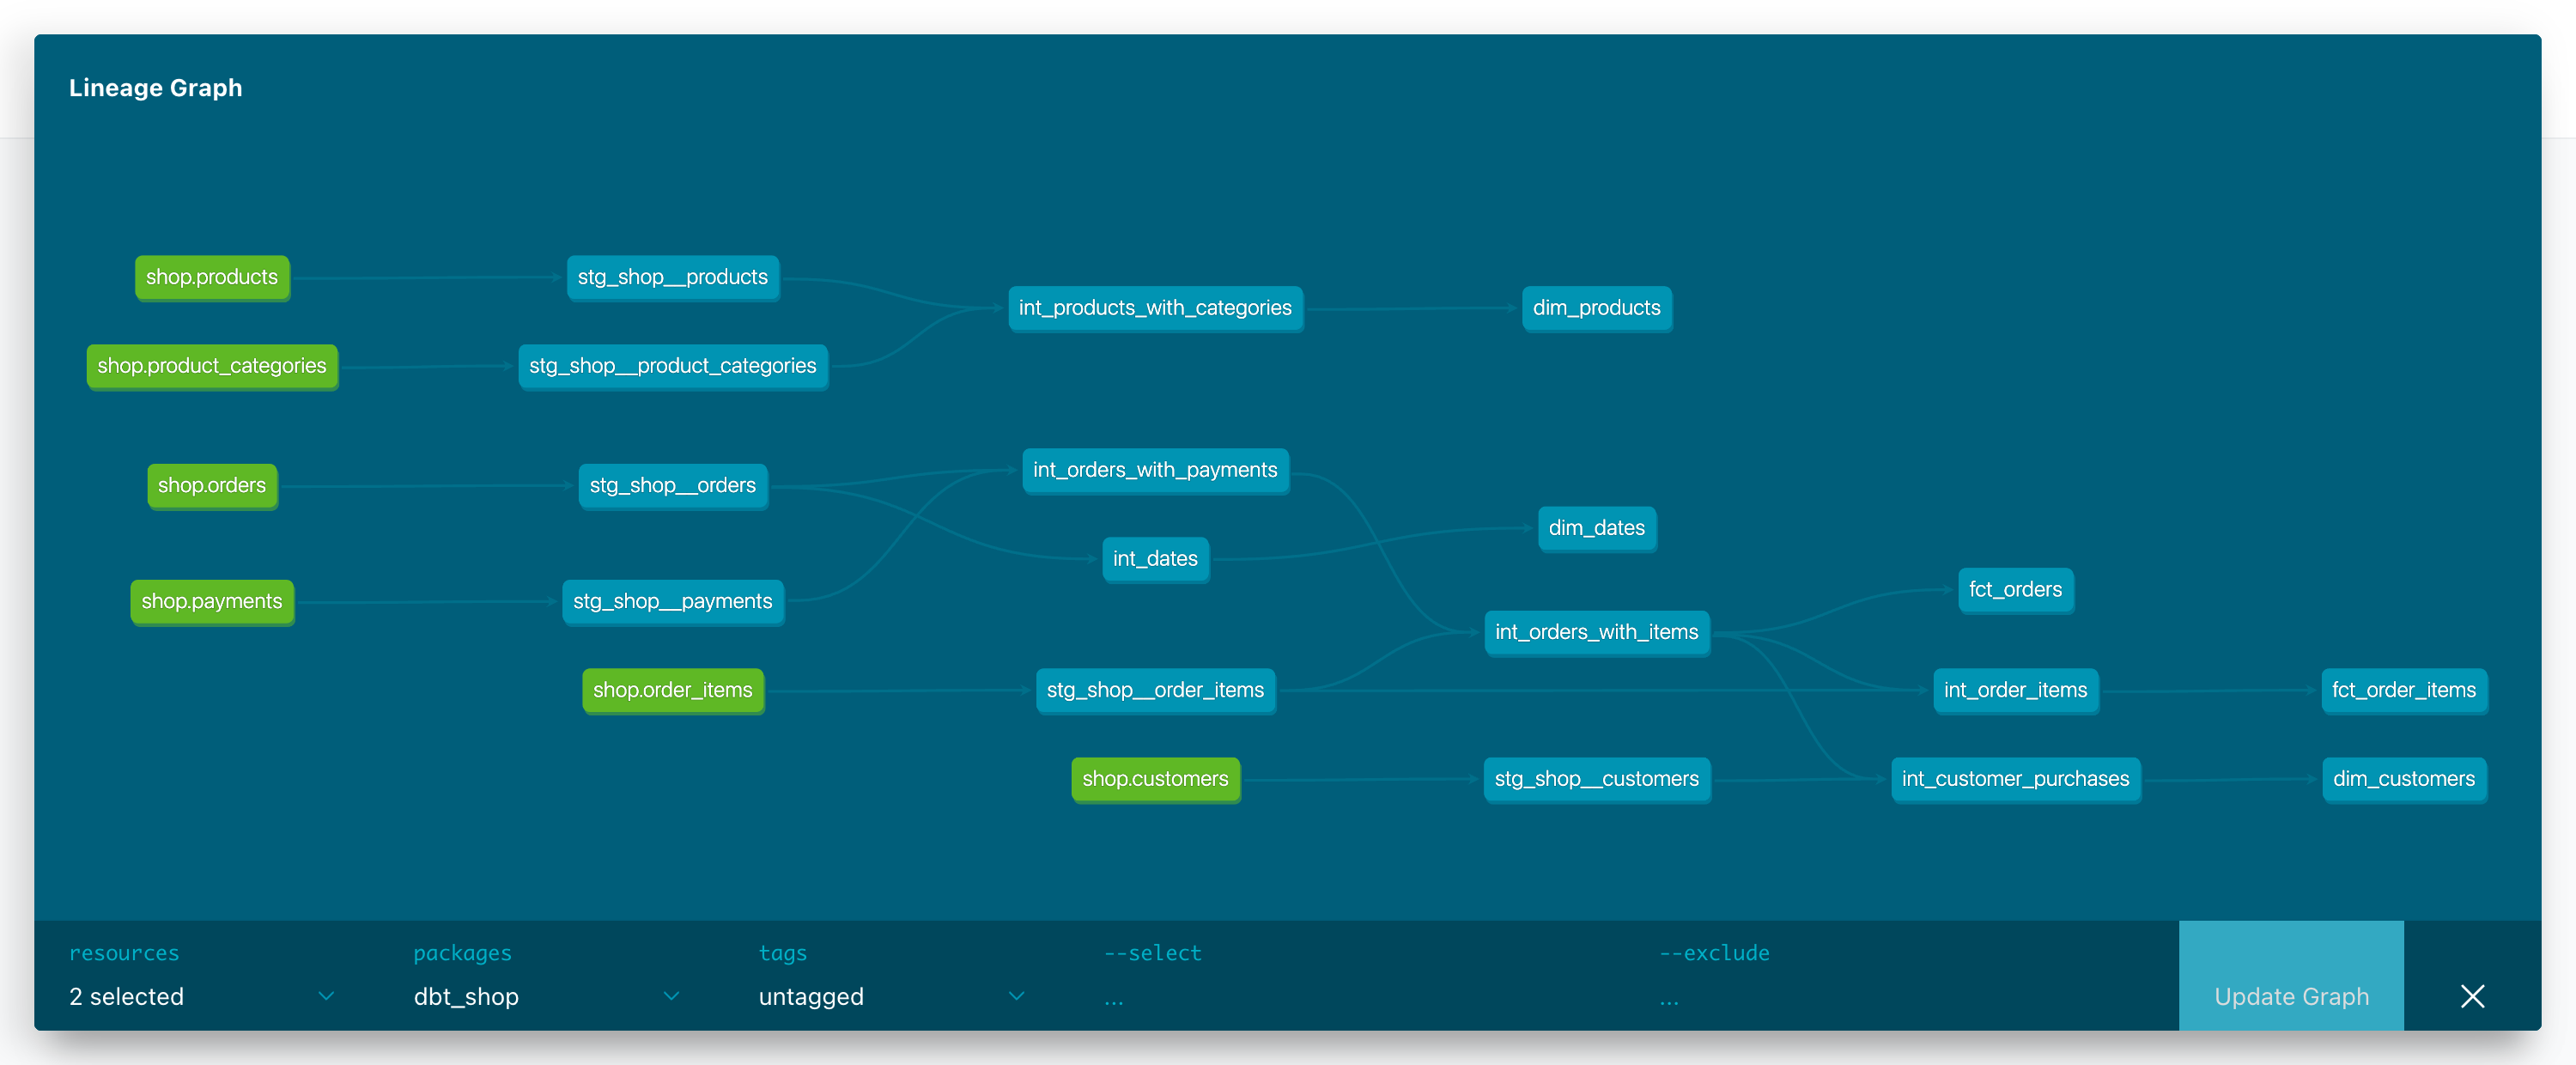 Lineage Graph
shop.products
stg_shop__products
int_products_with_categories
dim_products
shop.product_categories
stg_shop__product_categories
int_orders_with_payments
shop.orders
stg_shop__orders
dim_dates
int_dates
fct_orders
shop.payments
stg_shop__payments
int_orders_with_items
shop.order_items
stg_shop__order_items
int_order_items
fct_order_items
shop.customers
stg_shop__customers
int_customer_purchases
dim_customers
resources
packages
tags
--select
--exclude
2 selected
dbt_shop
untagged
...
...
Update Graph